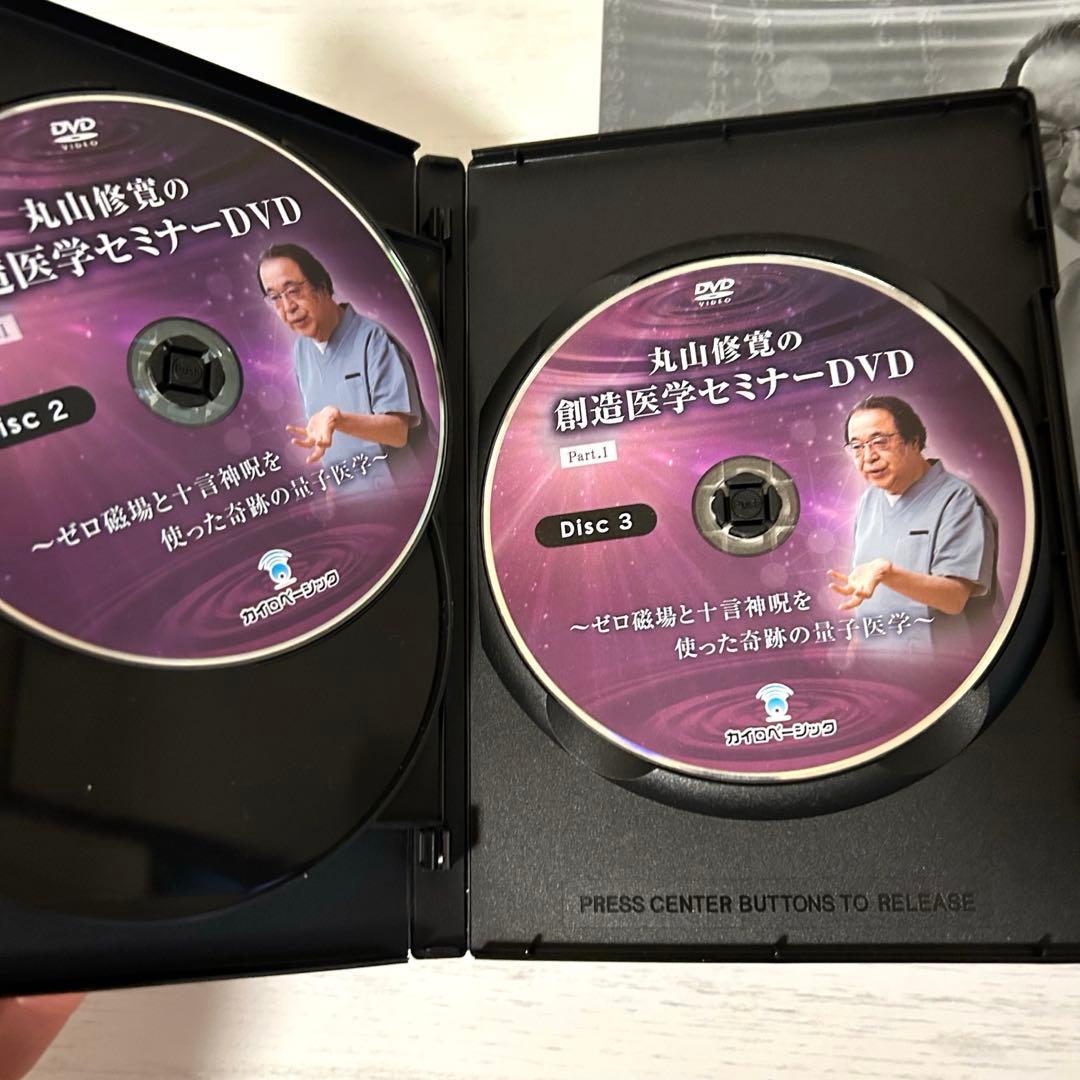 DVD
VIDEO
丸山修寛の
造医学セミナーDVD
isc 2
Push
〜ゼロ磁場と十言神呪を
使った奇跡の量子医学〜
カイロベーシック
DVD
VIDEO
丸山修寛の
創造医学セミナーDVD
Part.1
Disc 3
Push
〜ゼロ磁場と十言神呪を
使った奇跡の量子医学〜
カイロベーシック
PRESS CENTER BUTTONS TO RELEASE